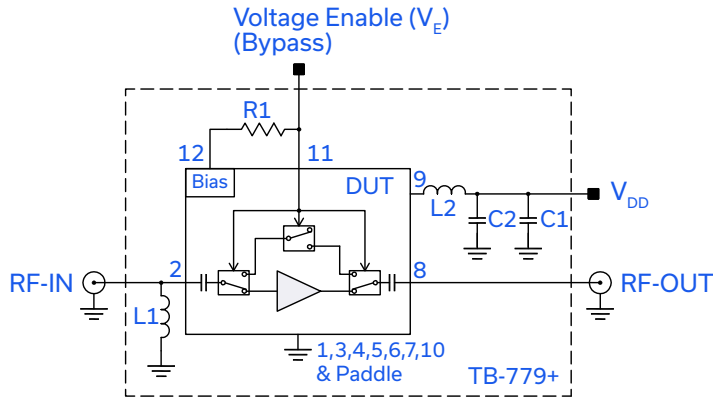 Voltage Enable (VE)
(Bypass)
R1
12
11
Bias
DUT
9
L2
C2
C1
VDD
RF-IN
2
8
RF-OUT
L1
1,3,4,5,6,7,10
& Paddle
TB-779+